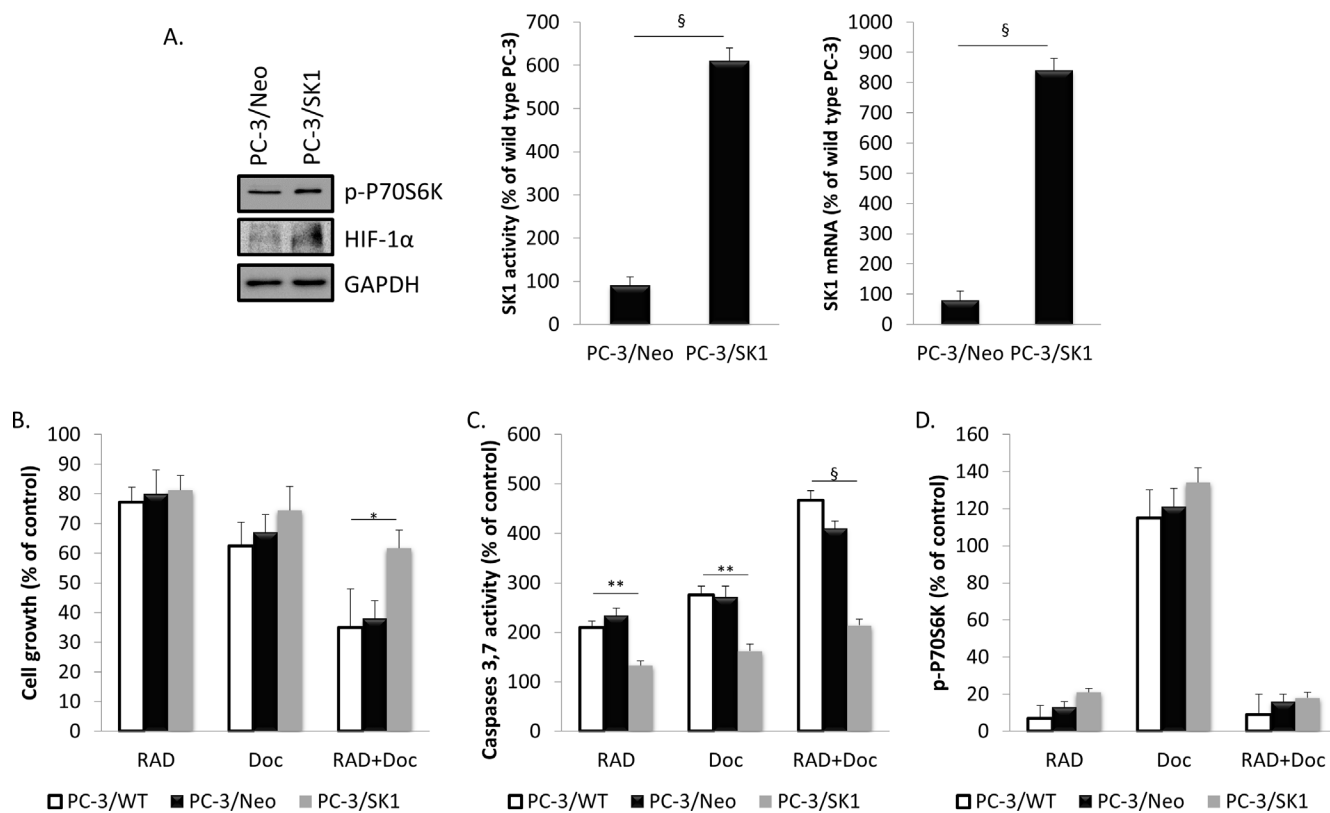 A.
PC-3/Neo
PC-3/SK1
p-P70S6K
HIF-1α
GAPDH
SK1 activity (% of wild type PC-3)
700
600
500
400
300
200
100
0
§
PC-3/Neo PC-3/SK1
SK1 mRNA (% of wild type PC-3)
1000
900
800
700
600
500
400
300
200
100
0
§
PC-3/Neo PC-3/SK1
B.
Cell growth (% of control)
100
90
80
70
60
50
40
30
20
10
0
*
RAD Doc RAD+Doc
PC-3/WT PC-3/Neo PC-3/SK1
C.
Caspases 3,7 activity (% of control)
600
500
400
300
200
100
0
**
**
§
RAD Doc RAD+Doc
PC-3/WT PC-3/Neo PC-3/SK1
D.
p-P70S6K (% of control)
160
140
120
100
80
60
40
20
0
RAD Doc RAD+Doc
PC-3/WT PC-3/Neo PC-3/SK1